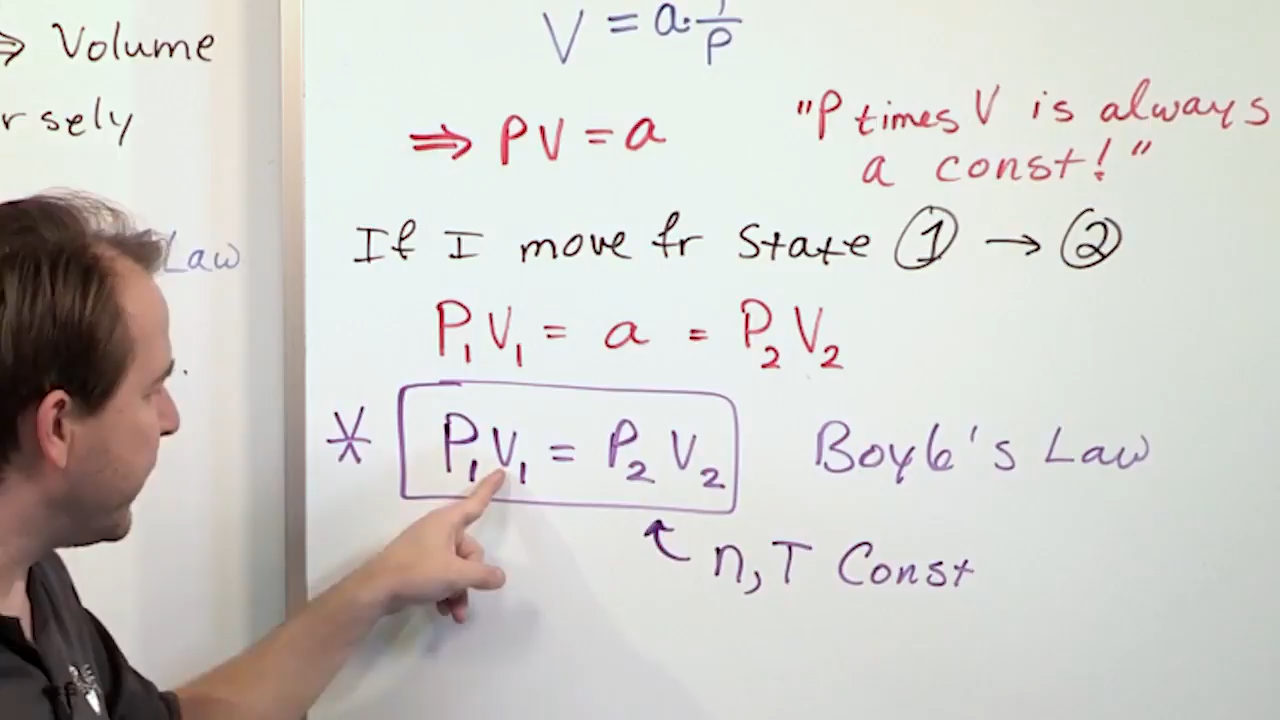 ⇒ Volume
rsely
Law
V = a·1/P
⇒ PV = a
"P times V is always
a const!"
If I move fr State ① → ②
P₁V₁ = a = P₂V₂
* P₁V₁ = P₂V₂ Boyle's Law
n,T Const